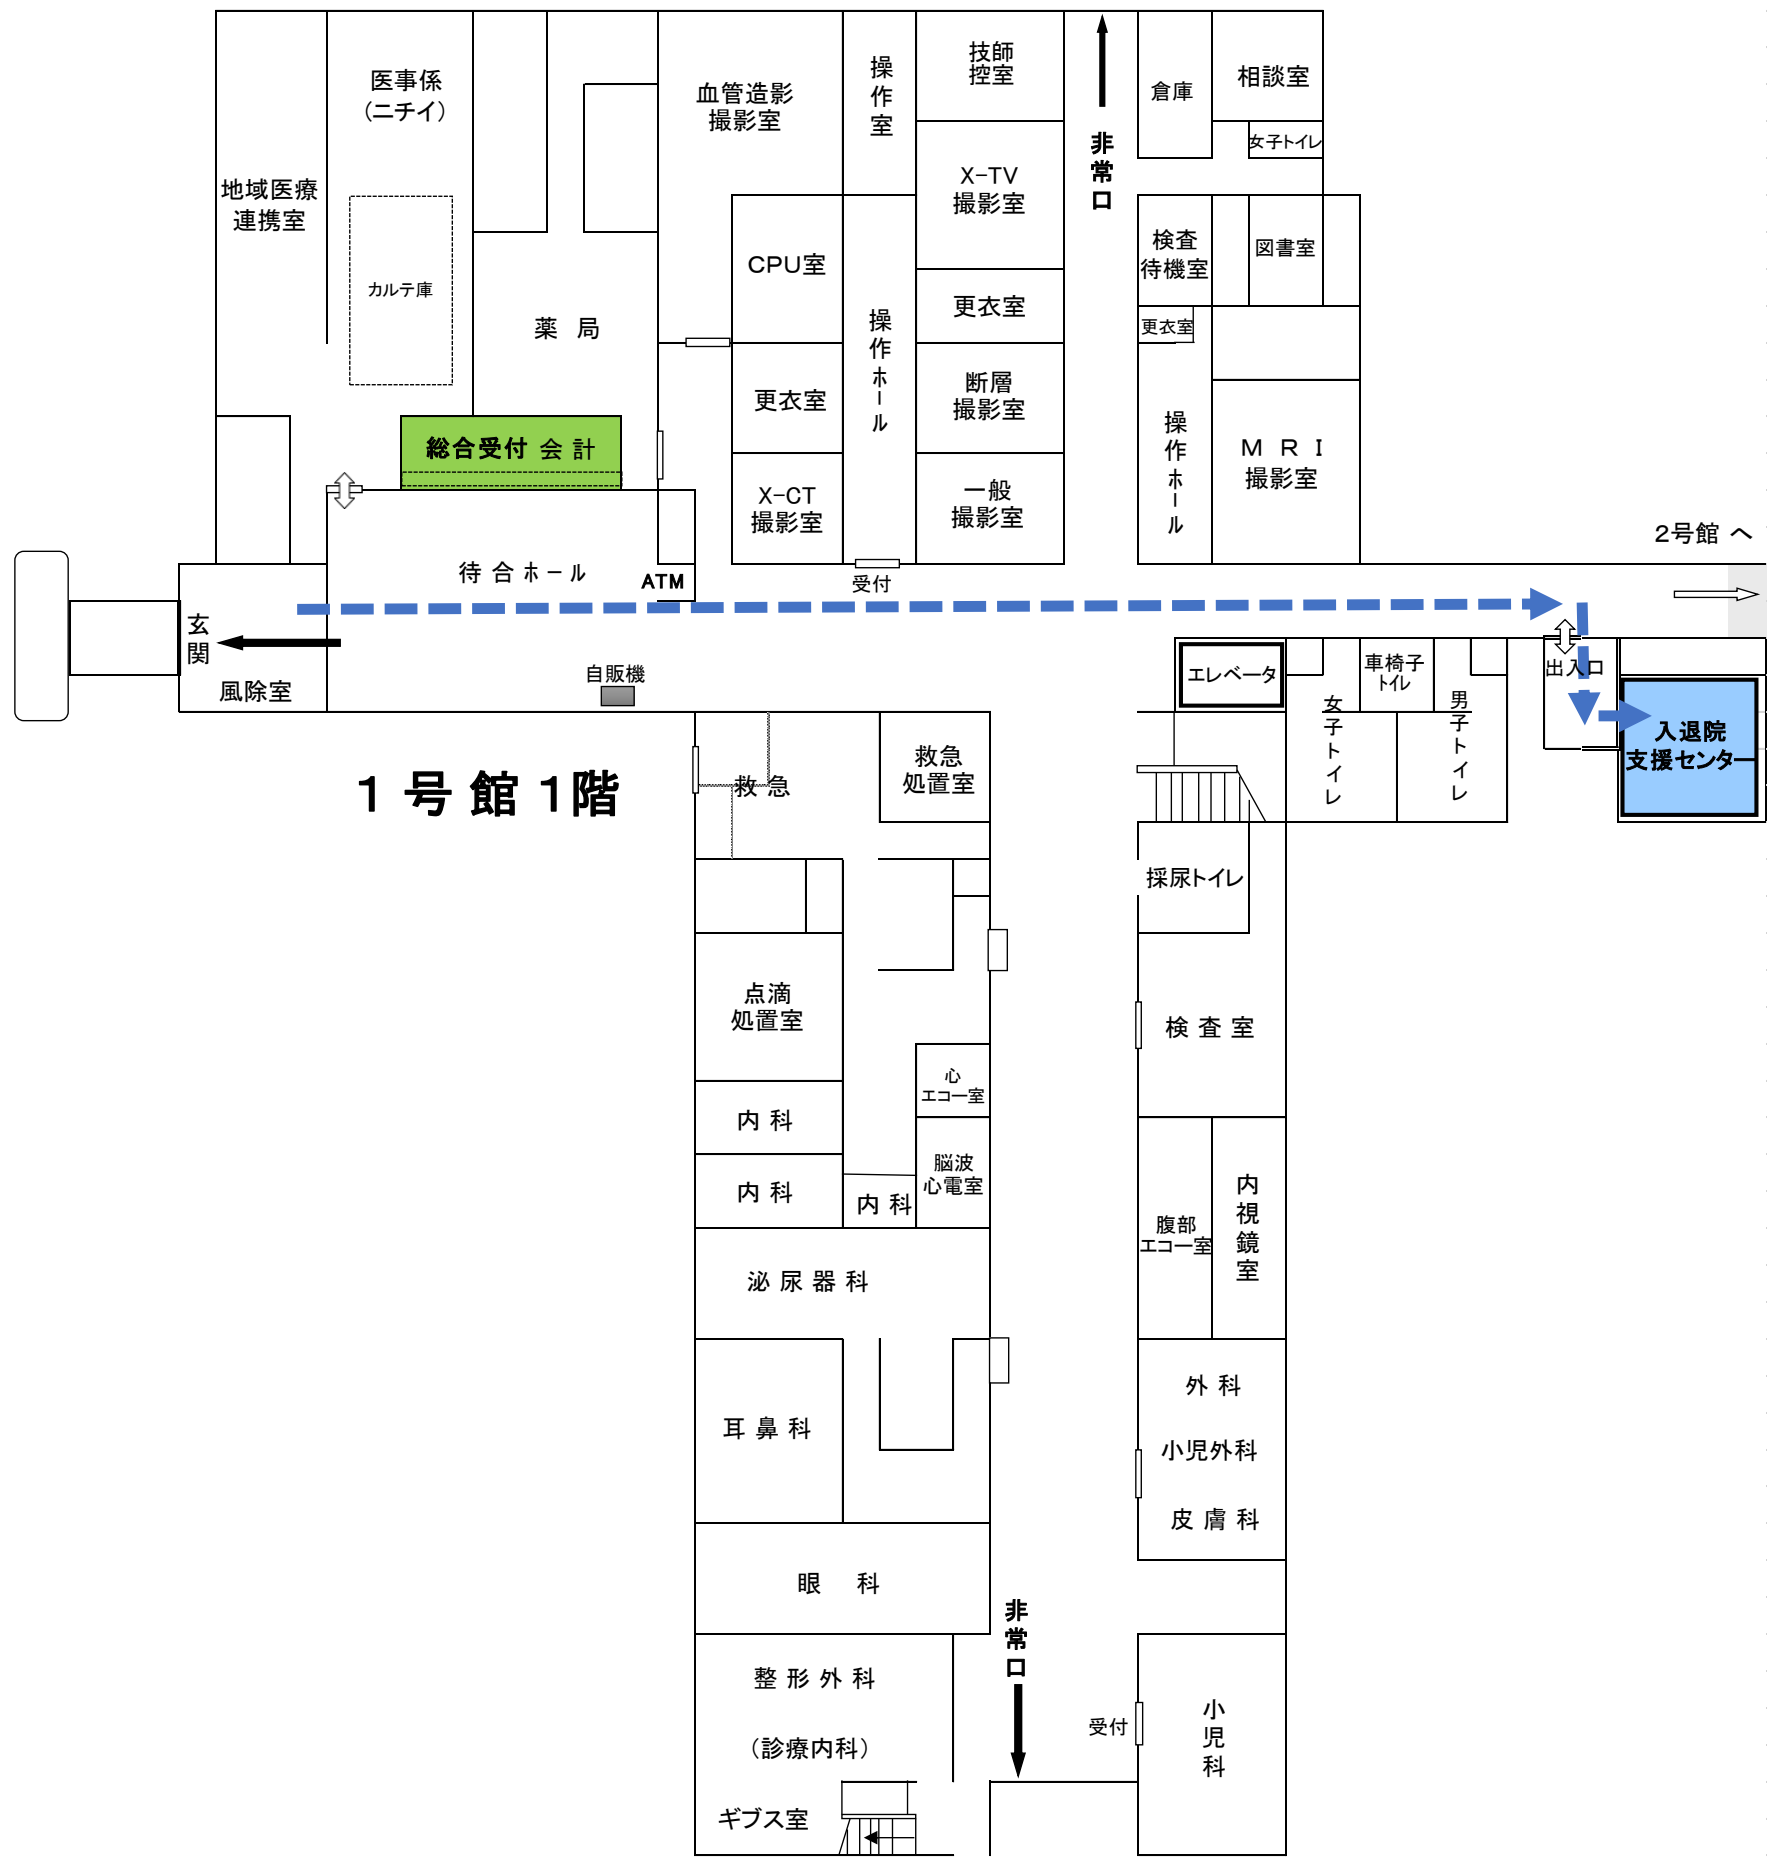 医事係
(ニチイ)
地域医療
連携室
カルテ庫
薬 局
総合受付 会 計
血管造影
撮影室
操作室
技師
控室
X-TV
撮影室
CPU室
更衣室
操作ホール
更衣室
断層
撮影室
X-CT
撮影室
一般
撮影室
受付
非常口
倉庫
相談室
女子トイレ
検査
待機室
図書室
更衣室
操作ホール
M R I
撮影室
2号館 へ
待 合 ホ ー ル
ATM
玄関
風除室
自販機
エレベータ
車椅子
トイレ
女子トイレ
男子トイレ
出入口
入退院
支援センター
1 号 館 1階
救 急
救急
処置室
採尿トイレ
点滴
処置室
検 査 室
心
エコー室
内 科
内 科
内 科
脳波
心電室
腹部
エコー室
内視鏡室
泌 尿 器 科
耳 鼻 科
外 科
小児外科
皮 膚 科
眼 科
非常口
整 形 外 科
(診療内科)
ギブス室
受付
小児科